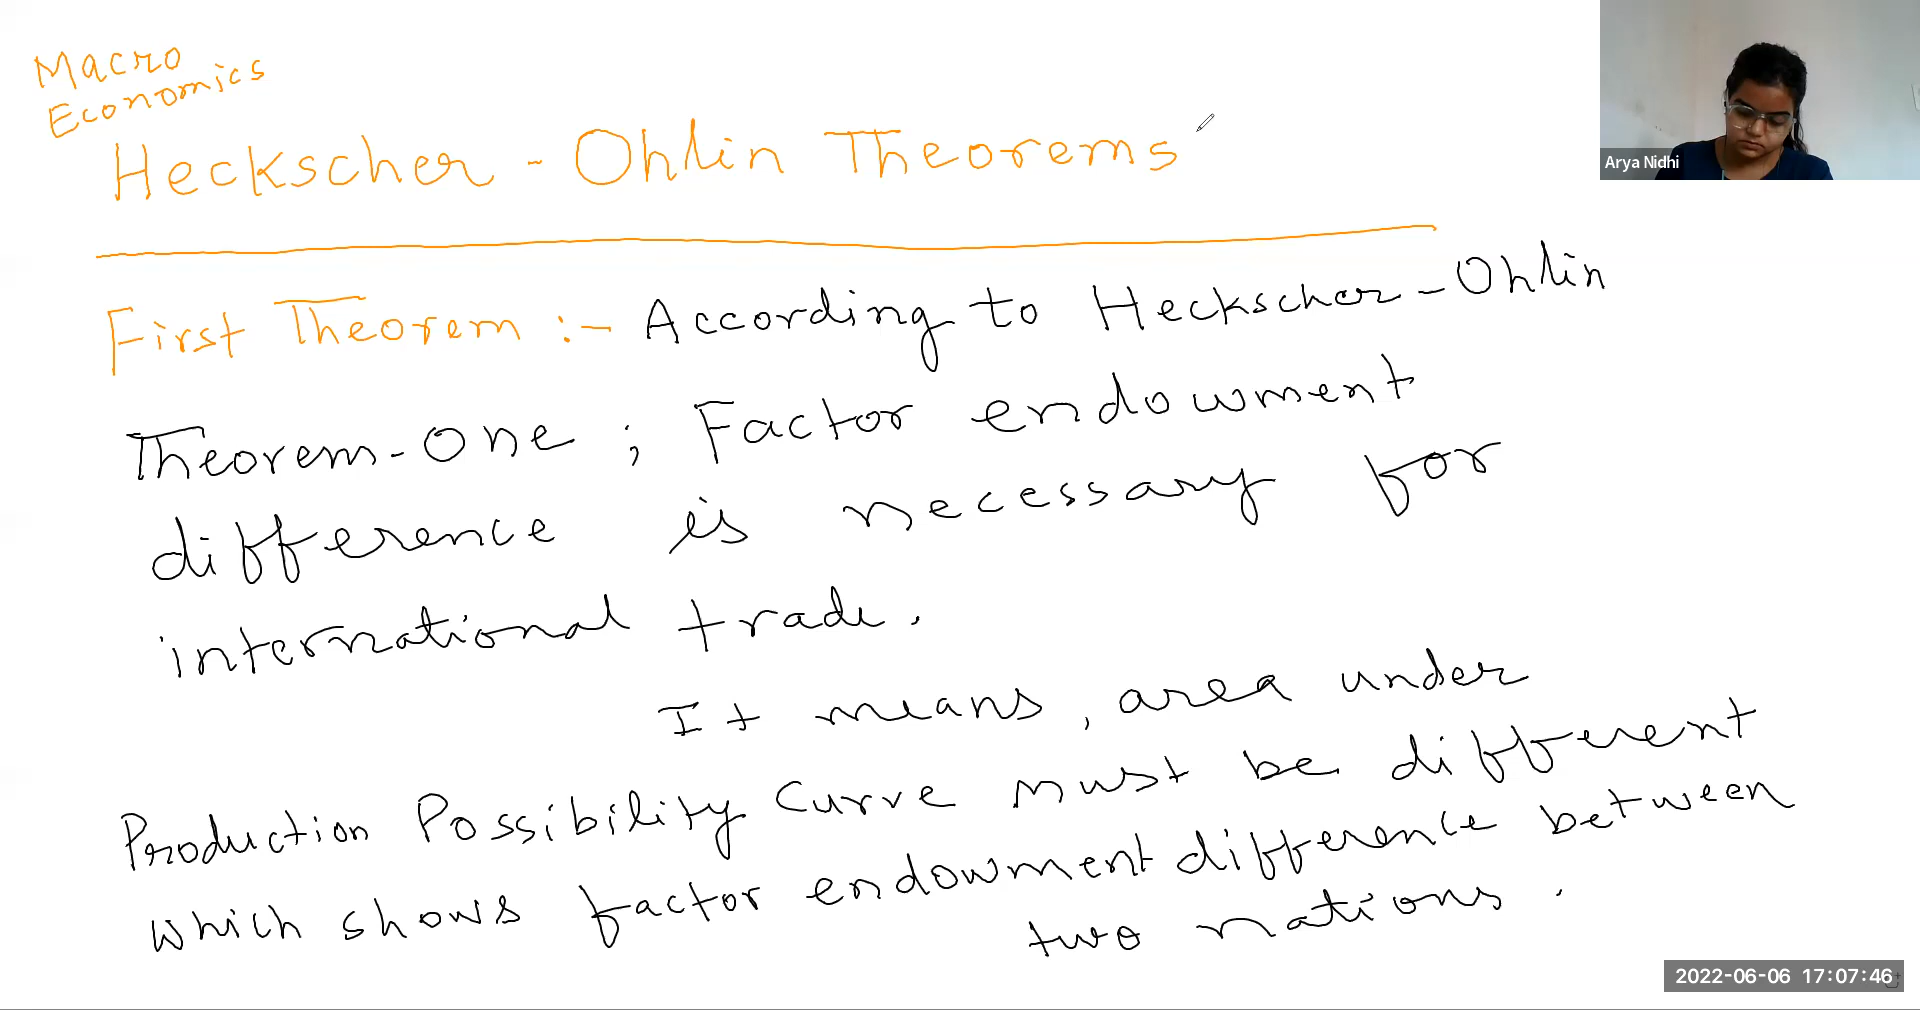 Macro
Economics
Heckscher - Ohlin Theorems
First Theorem :- According to Heckscher - Ohlin
Theorem-One ; Factor endowment
difference is necessary for
international trade.
It means, area under
Production Possibility Curve must be different
which shows factor endowment difference between
two nations.
Arya Nidhi
2022-06-06 17:07:46